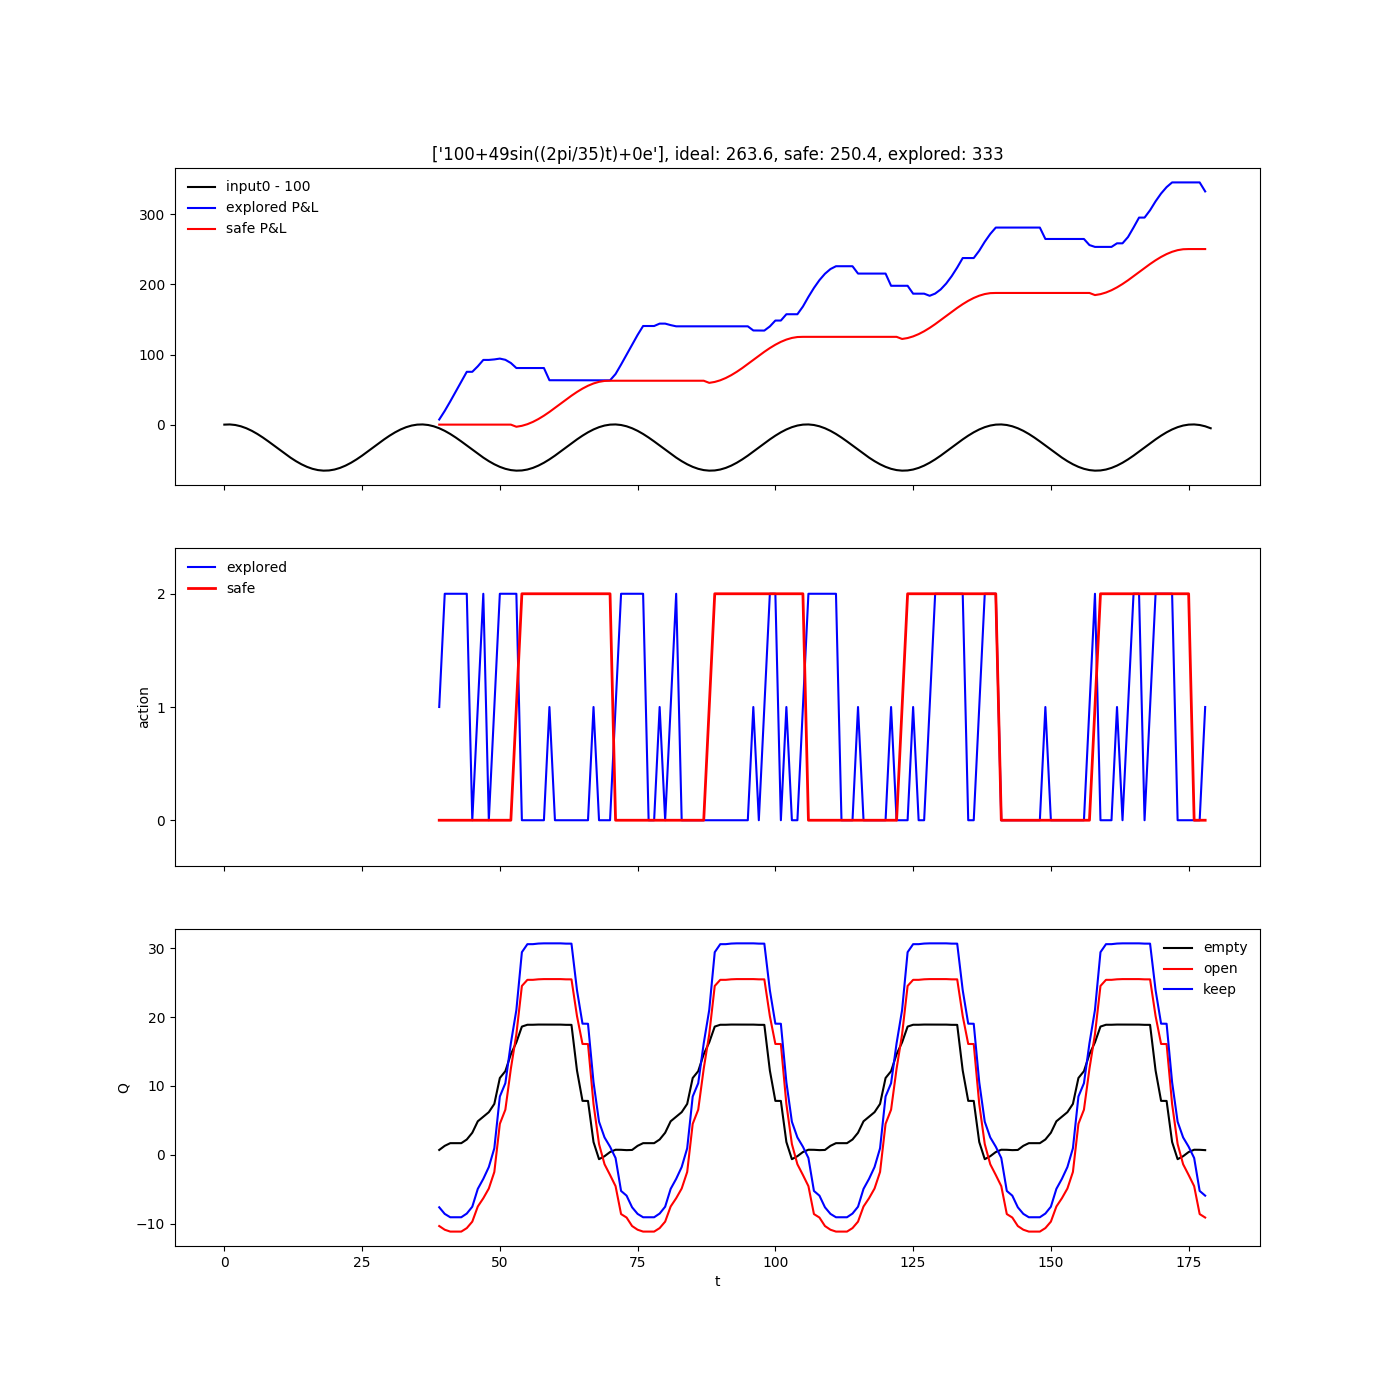 ['100+49sin((2pi/35)t)+0e'], ideal: 263.6, safe: 250.4, explored: 333
input0 - 100
explored P&L
safe P&L
300
200
100
0
explored
safe
2
1
0
action
empty
open
keep
30
20
10
0
−10
Q
0 25 50 75 100 125 150 175
t